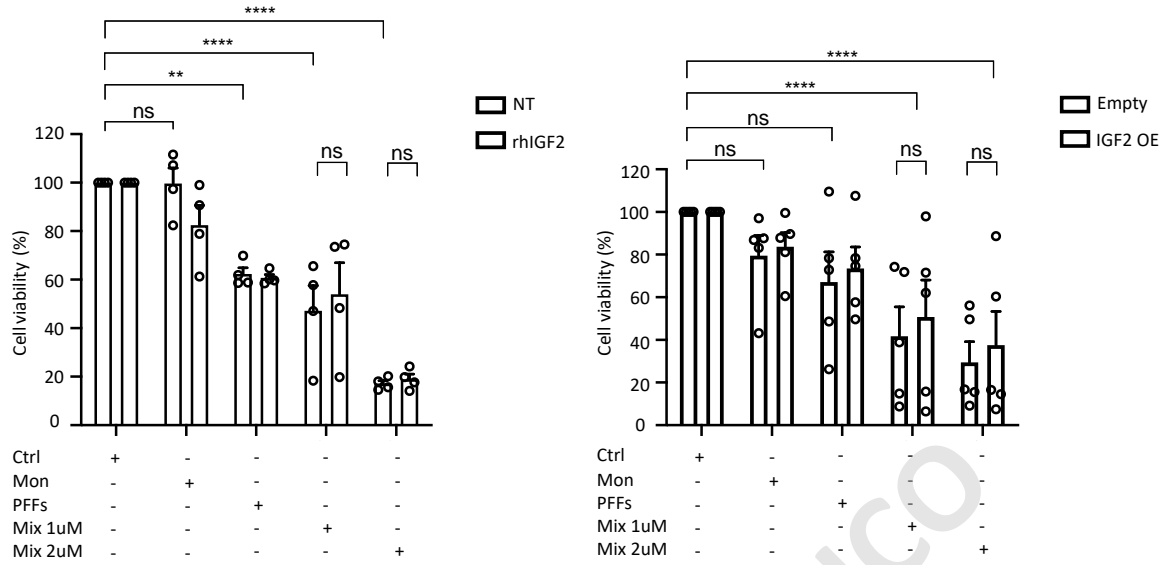 ****
****
**
ns
ns
ns
NT
rhIGF2
Cell viability (%)
120
100
80
60
40
20
0
Ctrl + - - - -
Mon - + - - -
PFFs - - + - -
Mix 1uM - - - + -
Mix 2uM - - - - +
****
****
ns
ns
ns
ns
Empty
IGF2 OE
Cell viability (%)
120
100
80
60
40
20
0
Ctrl + - - - -
Mon - + - - -
PFFs - - + - -
Mix 1uM - - - + -
Mix 2uM - - - - +